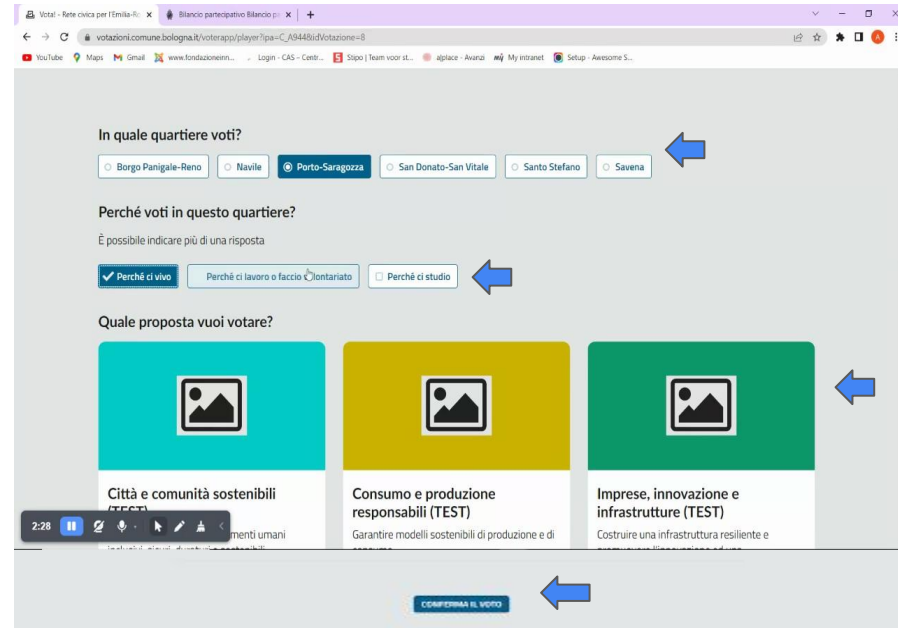 Vota! - Rete civica per l'Emilia-Ro
Bilancio partecipativo Bilancio pa
votazioni.comune.bologna.it/voterapp/player?ipa=C_A944&idVotazione=8
YouTube Maps Gmail www.fondazioneinn... Login - CAS – Centr... Stipo | Team voor st... alplace - Avanzi My intranet Setup - Awesome S...
In quale quartiere voti?
Borgo Panigale-Reno Navile Porto-Saragozza San Donato-San Vitale Santo Stefano Savena
Perché voti in questo quartiere?
È possibile indicare più di una risposta
Perché ci vivo Perché ci lavoro o faccio volontariato Perché ci studio
Quale proposta vuoi votare?
Città e comunità sostenibili
(TEST)
menti umani
Consumo e produzione
responsabili (TEST)
Garantire modelli sostenibili di produzione e di
Imprese, innovazione e
infrastrutture (TEST)
Costruire una infrastruttura resiliente e
2:28
CONFERMA IL VOTO